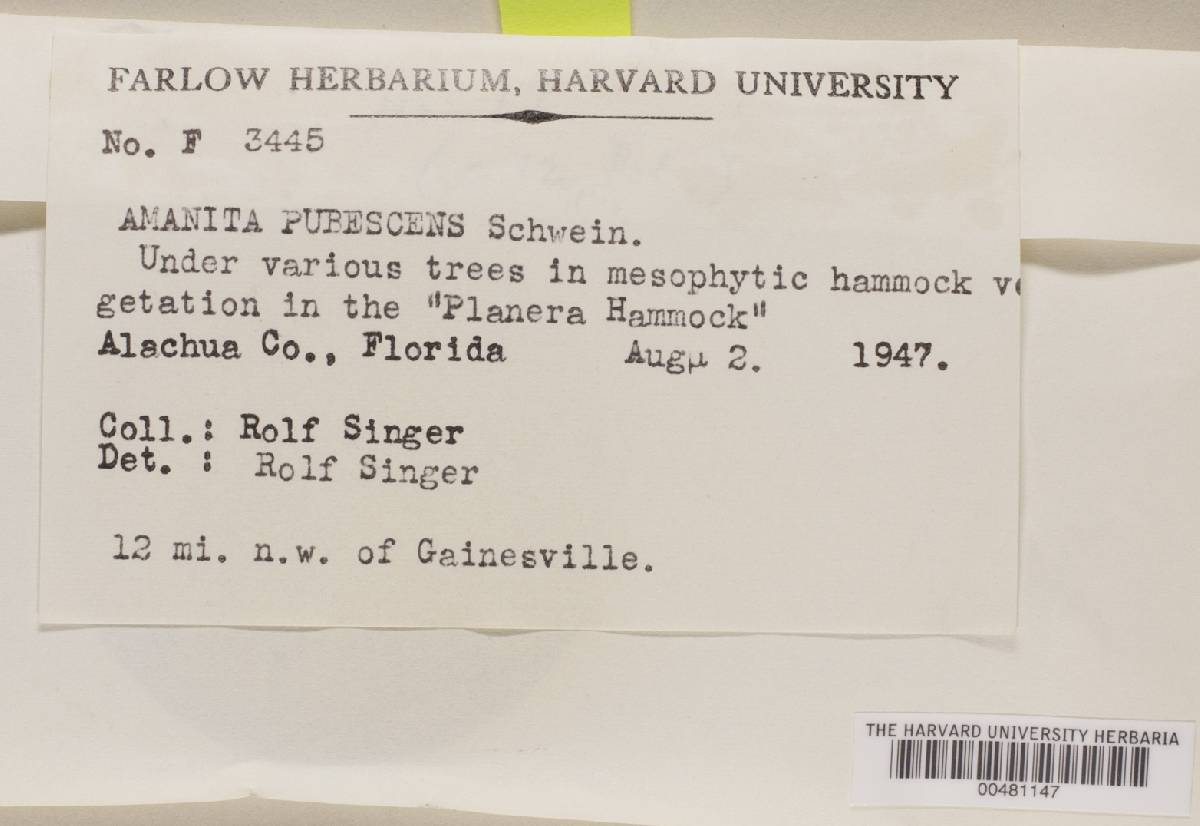 FARLOW HERBARIUM, HARVARD UNIVERSITY
No. F 3445
AMANITA PUBESCENS Schwein.
Under various trees in mesophytic hammock ve
getation in the "Planera Hammock"
Alachua Co., Florida Augµ 2. 1947.
Coll.: Rolf Singer
Det. : Rolf Singer
12 mi. n.w. of Gainesville.
THE HARVARD UNIVERSITY HERBARIA
00481147